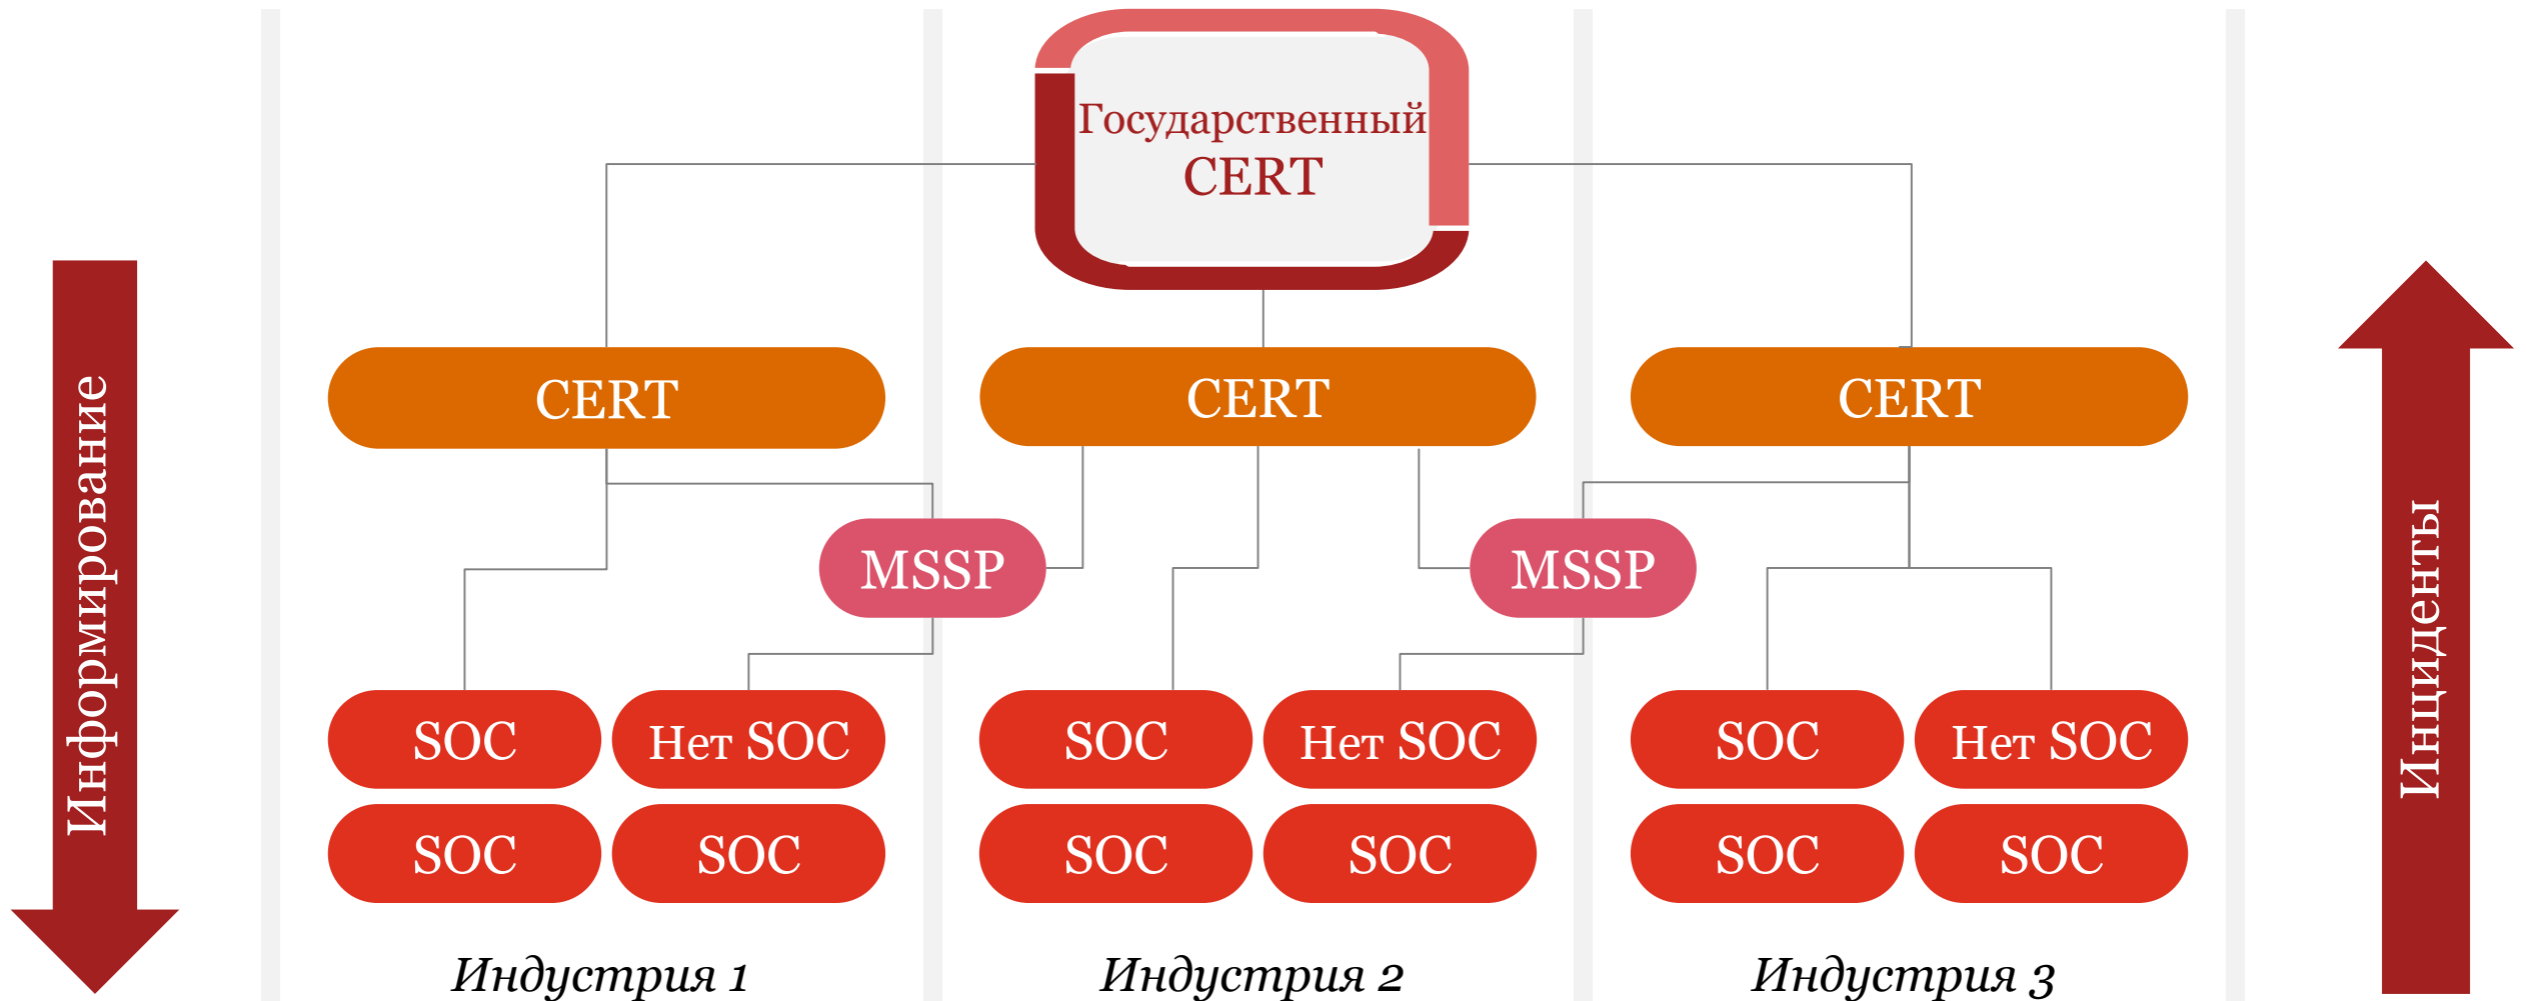 Государственный
CERT
Информирование
CERT
CERT
CERT
Инциденты
MSSP
MSSP
SOC
Нет SOC
SOC
Нет SOC
SOC
Нет SOC
SOC
SOC
SOC
SOC
SOC
SOC
Индустрия 1
Индустрия 2
Индустрия 3